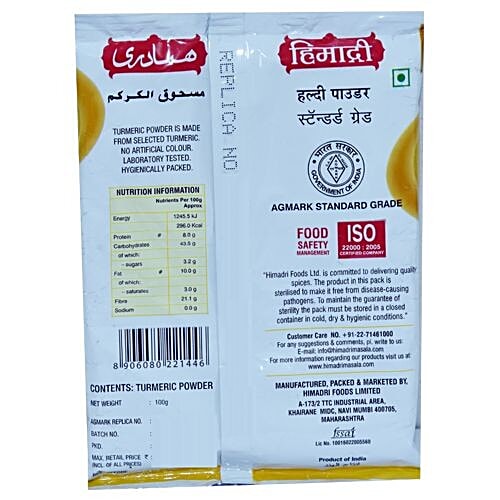 ھمادری
مسحوق الكركم
TURMERIC POWDER IS MADE
FROM SELECTED TURMERIC.
NO ARTIFICIAL COLOUR.
LABORATORY TESTED.
HYGIENICALLY PACKED.
NUTRITION INFORMATION
Nutrients Per 100g
Approx
Energy : 1245.5 kJ
296.0 Kcal
Protein # 8.0 g
Carbohydrates 43.5 g
of which:
– sugars 3.2 g
Fat # 10.0 g
of which:
– saturates 3.0 g
Fibre 21.1 g
Sodium 0.0 g
8 906080 221446
CONTENTS: TURMERIC POWDER
NET WEIGHT : 100g
AGMARK REPLICA NO. :
BATCH NO. :
PKD. :
MAX. RETAIL PRICE ₹ :
(INCL. OF ALL PRICES)
REPLICA NO
हिमाद्री
हल्दी पाउडर
स्टॅन्डर्ड ग्रेड
भारत सरकार
GOVERNMENT OF INDIA
AGMARK STANDARD GRADE
FOOD
SAFETY
MANAGEMENT
ISO
22000 : 2005
CERTIFIED COMPANY
"Himadri Foods Ltd. is committed to delivering quality
spices. The product in this pack is
sterilised to make it free from disease-causing
pathogens. To maintain the guarantee of
sterility the pack must be stored in a closed
container in cold, dry & hygienic conditions."
Customer Care NO. +91-22-71461000
For any suggestions & comments, pl. write to us:
E-mail: info@himadrimasala.com
For more information regarding our products visit us at
www.himadrimasala.com
MANUFACTURED, PACKED & MARKETED BY,
HIMADRI FOODS LIMITED
A-173/2 TTC INDUSTRIAL AREA,
KHAIRANE MIDC, NAVI MUMBI 400705,
MAHARASHTRA
fssai
Lic No. 10016022005560
Product of India